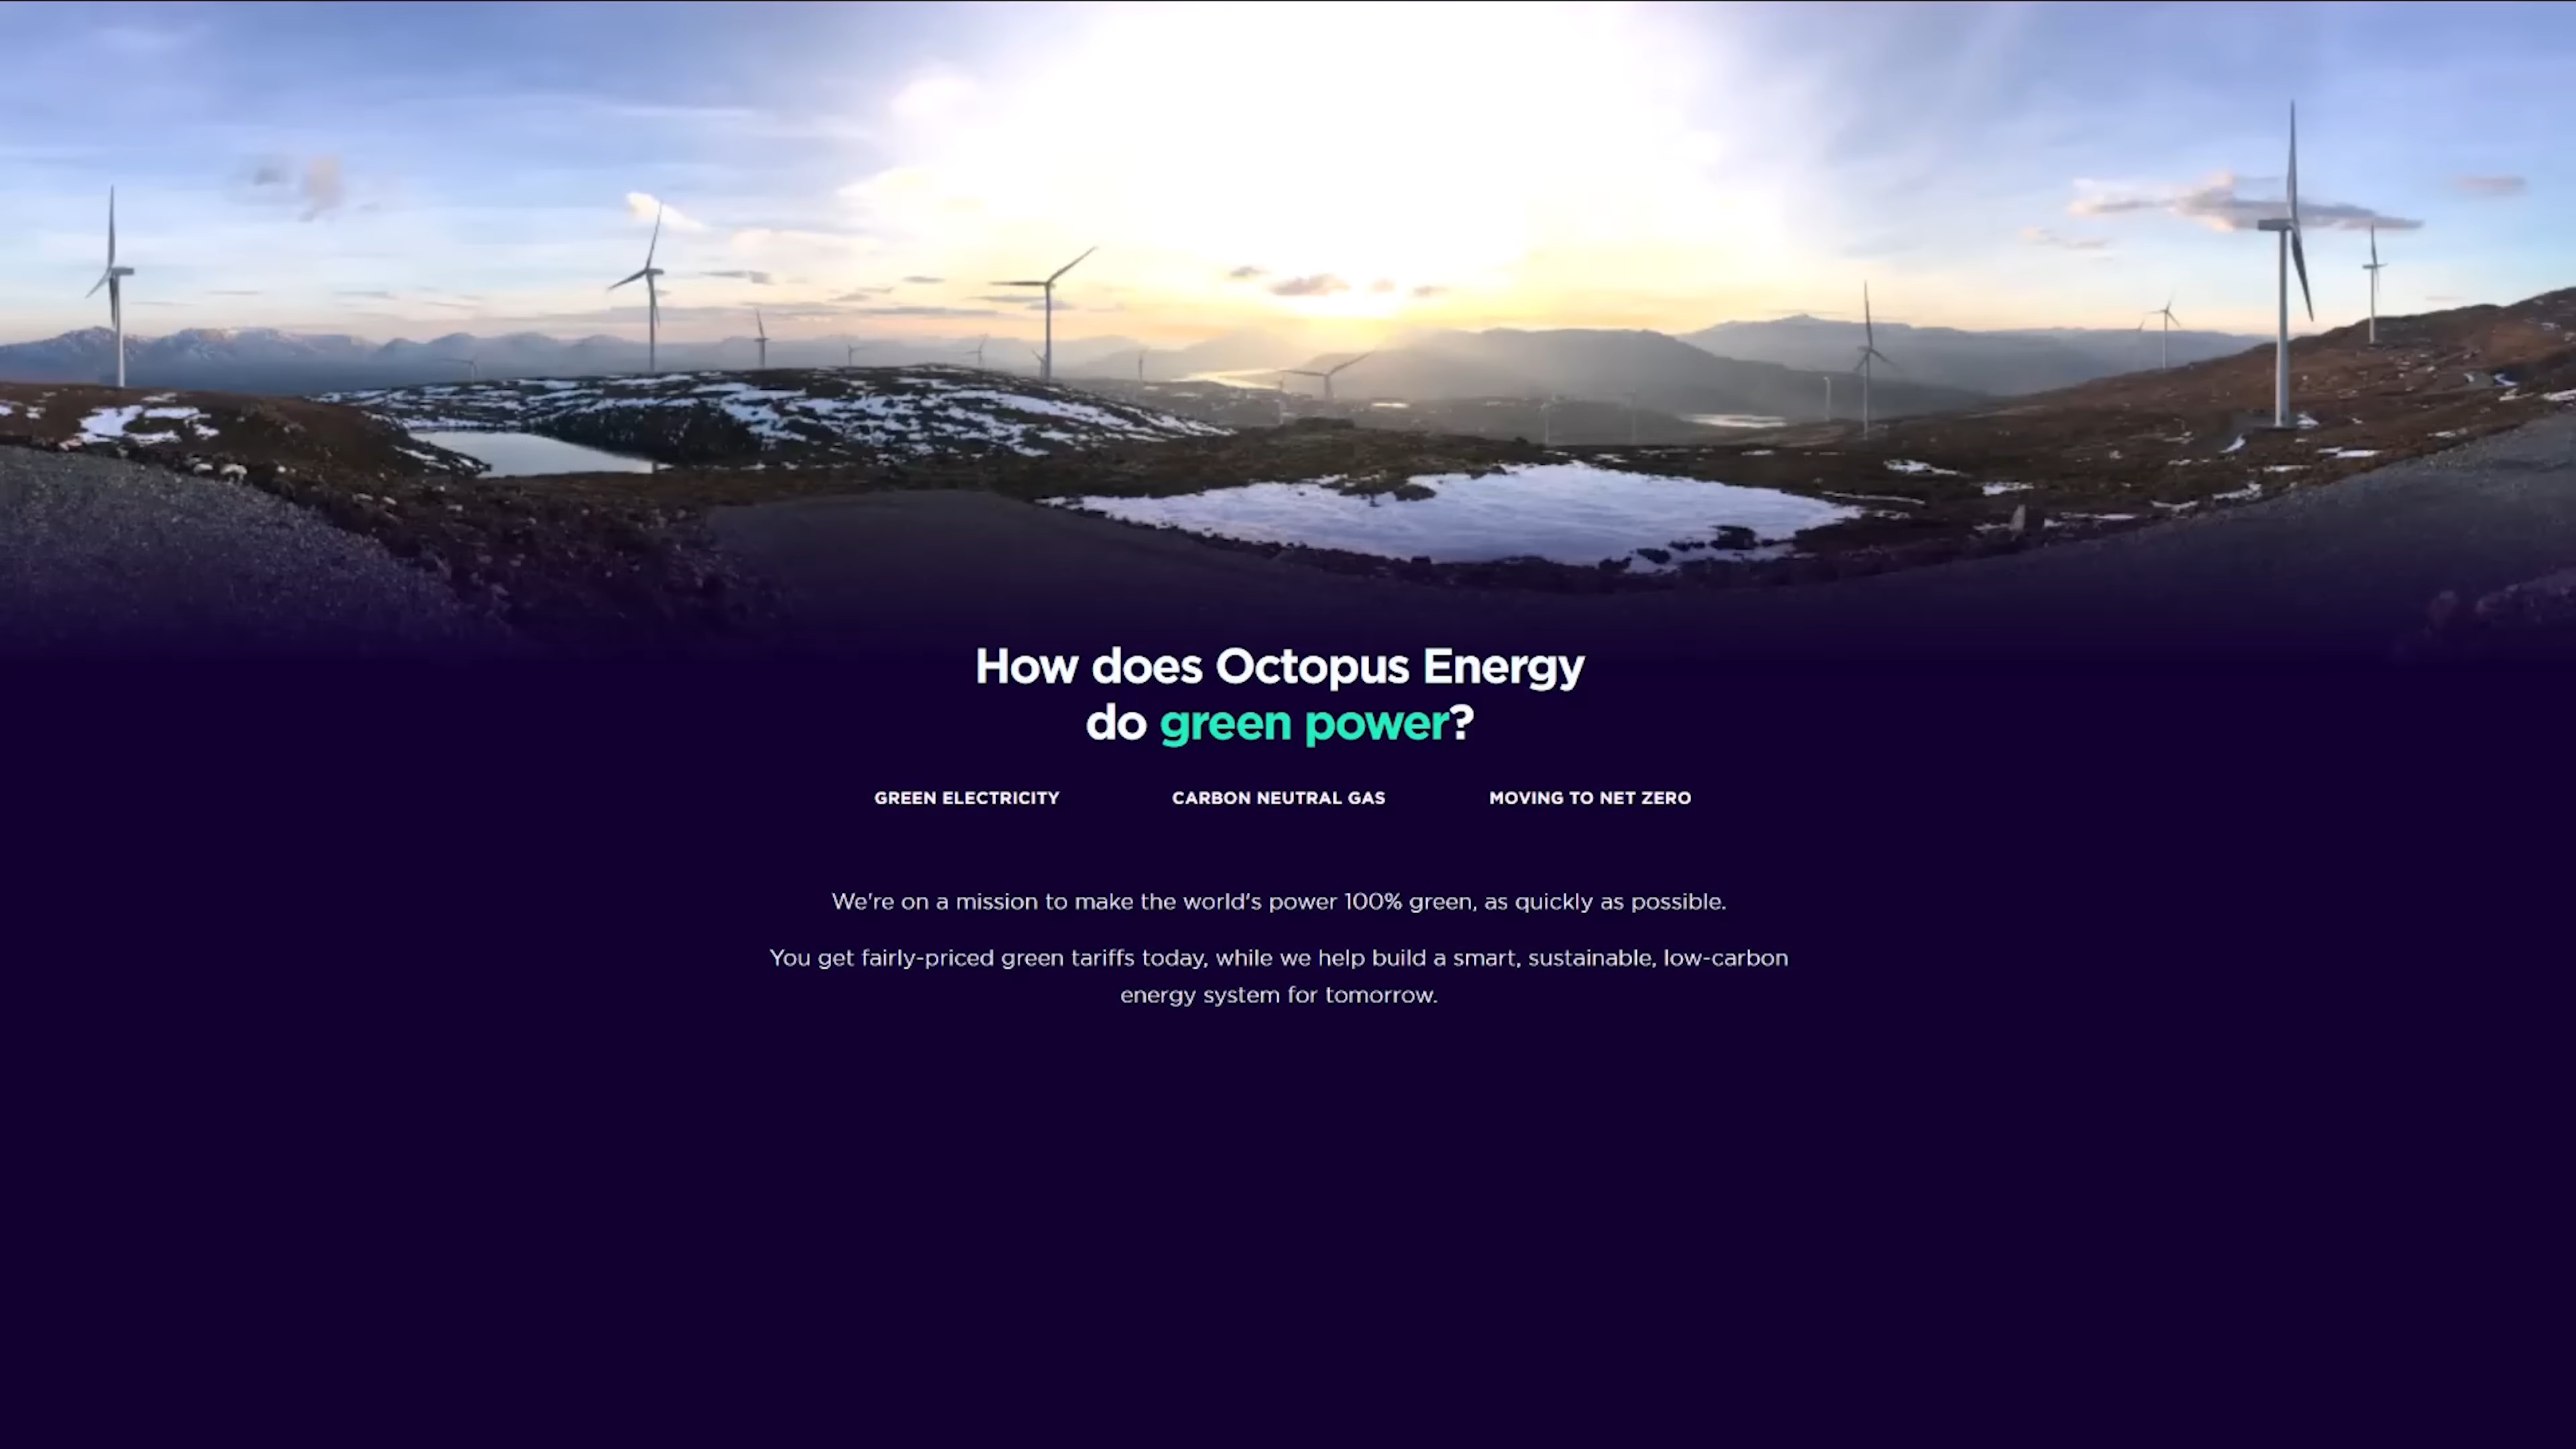 How does Octopus Energy
do green power?
GREEN ELECTRICITY
CARBON NEUTRAL GAS
MOVING TO NET ZERO
We're on a mission to make the world's power 100% green, as quickly as possible.
You get fairly-priced green tariffs today, while we help build a smart, sustainable, low-carbon
energy system for tomorrow.